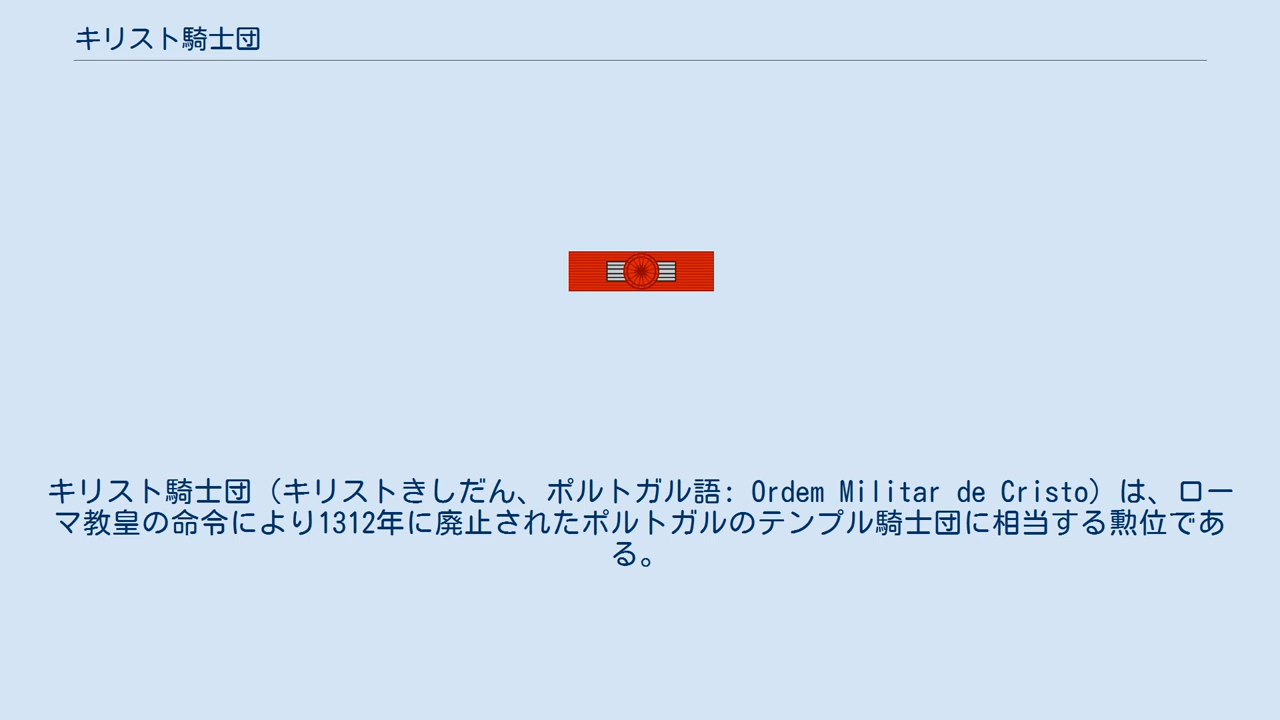 キリスト騎士団
キリスト騎士団（キリストきしだん、ポルトガル語: Ordem Militar de Cristo）は、ロー
マ教皇の命令により1312年に廃止されたポルトガルのテンプル騎士団に相当する勲位であ
る。